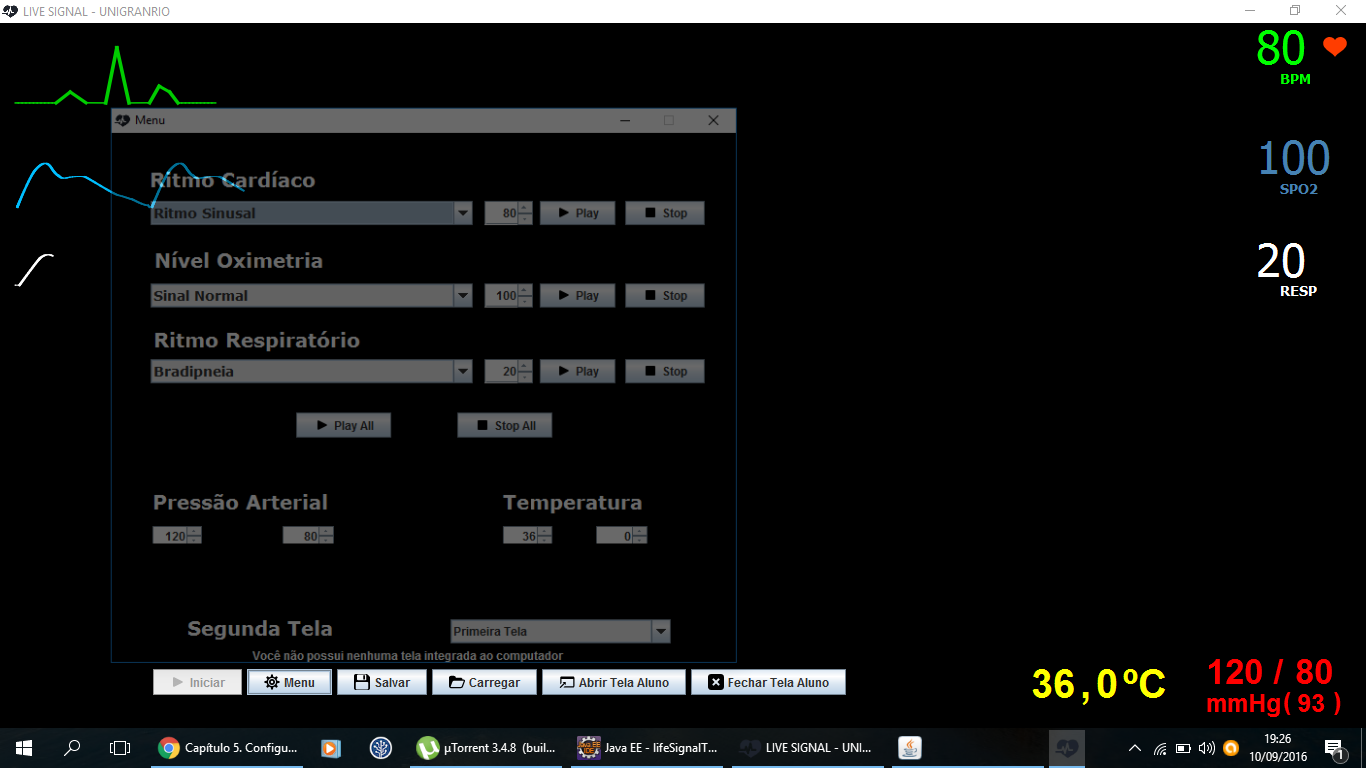 LIVE SIGNAL - UNIGRANRIO
80
BPM
Menu
100
SPO2
Ritmo Cardíaco
Ritmo Sinusal 80 Play Stop
20
RESP
Nível Oximetria
Sinal Normal 100 Play Stop
Ritmo Respiratório
Bradipneia 20 Play Stop
Play All Stop All
Pressão Arterial Temperatura
120 80 36 0
Segunda Tela Primeira Tela
Você não possui nenhuma tela integrada ao computador
Iniciar Menu Salvar Carregar Abrir Tela Aluno Fechar Tela Aluno
36,0ºC
120 / 80
mmHg( 93 )
Capítulo 5. Configu... µTorrent 3.4.8 (buil... Java EE - lifeSignalT... LIVE SIGNAL - UNI...
19:26
10/09/2016
1